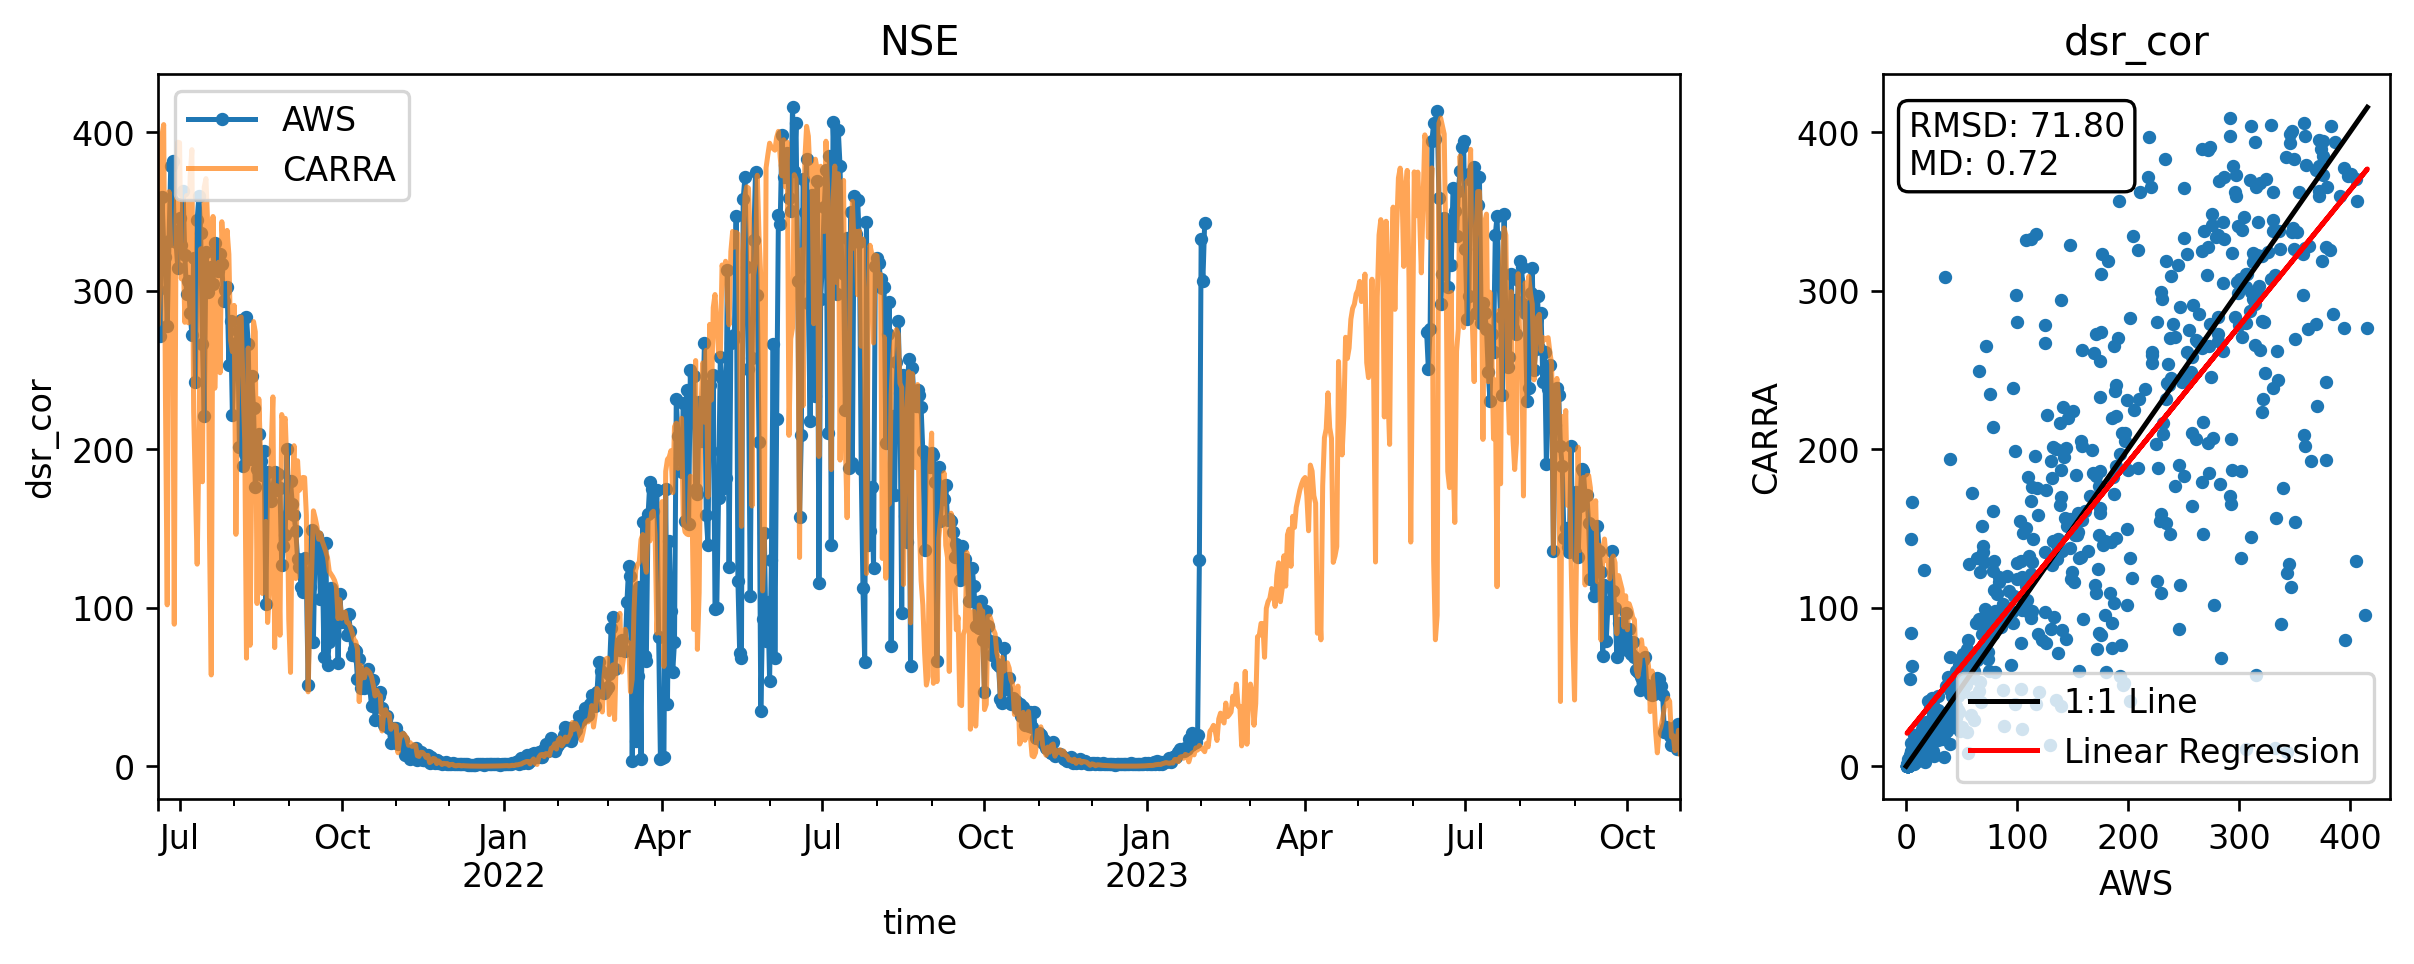 NSE
AWS
CARRA
400
300
200
100
0
dsr_cor
Jul
Oct
Jan
2022
Apr
Jul
Oct
Jan
2023
Apr
Jul
Oct
time
dsr_cor
RMSD: 71.80
MD: 0.72
400
300
200
100
0
CARRA
1:1 Line
Linear Regression
0
100
200
300
400
AWS